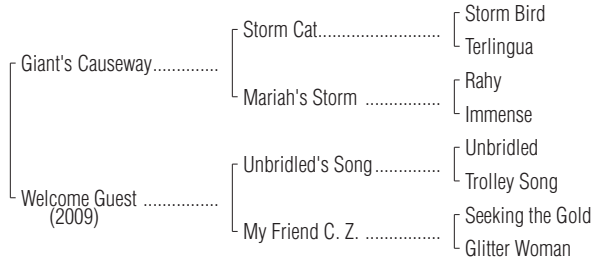 Storm Bird
Storm Cat..........................
Terlingua
Giant's Causeway..............
Rahy
Mariah's Storm ................
Immense
Unbridled
Unbridled's Song..............
Trolley Song
Welcome Guest ................
(2009)
Seeking the Gold
My Friend C. Z. ................
Glitter Woman